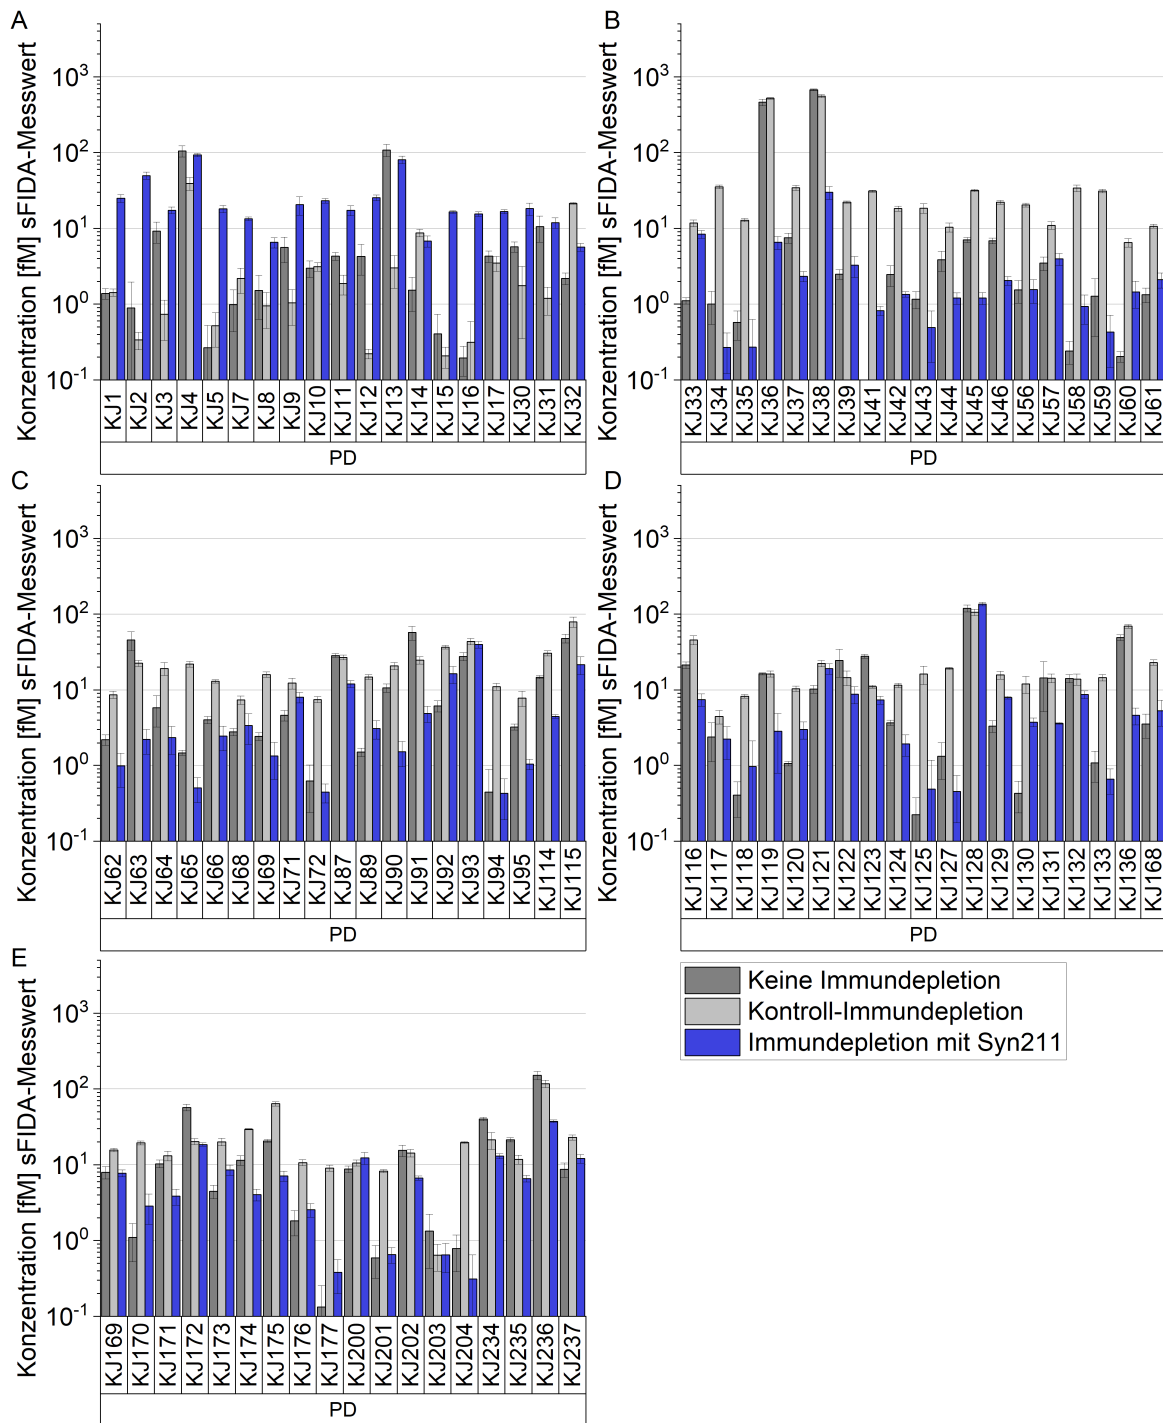 A
Konzentration [fM] sFIDA-Messwert
10³
10²
10¹
10⁰
10⁻¹
KJ1 KJ2 KJ3 KJ4 KJ5 KJ7 KJ8 KJ9 KJ10 KJ11 KJ12 KJ13 KJ14 KJ15 KJ16 KJ17 KJ30 KJ31 KJ32
PD
B
Konzentration [fM] sFIDA-Messwert
10³
10²
10¹
10⁰
10⁻¹
KJ33 KJ34 KJ35 KJ36 KJ37 KJ38 KJ39 KJ41 KJ42 KJ43 KJ44 KJ45 KJ46 KJ56 KJ57 KJ58 KJ59 KJ60 KJ61
PD
C
Konzentration [fM] sFIDA-Messwert
10³
10²
10¹
10⁰
10⁻¹
KJ62 KJ63 KJ64 KJ65 KJ66 KJ68 KJ69 KJ71 KJ72 KJ87 KJ89 KJ90 KJ91 KJ92 KJ93 KJ94 KJ95 KJ114 KJ115
PD
D
Konzentration [fM] sFIDA-Messwert
10³
10²
10¹
10⁰
10⁻¹
KJ116 KJ117 KJ118 KJ119 KJ120 KJ121 KJ122 KJ123 KJ124 KJ125 KJ127 KJ128 KJ129 KJ130 KJ131 KJ132 KJ133 KJ136 KJ168
PD
E
Konzentration [fM] sFIDA-Messwert
10³
10²
10¹
10⁰
10⁻¹
KJ169 KJ170 KJ171 KJ172 KJ173 KJ174 KJ175 KJ176 KJ177 KJ200 KJ201 KJ202 KJ203 KJ204 KJ234 KJ235 KJ236 KJ237
PD
Keine Immundepletion
Kontroll-Immundepletion
Immundepletion mit Syn211